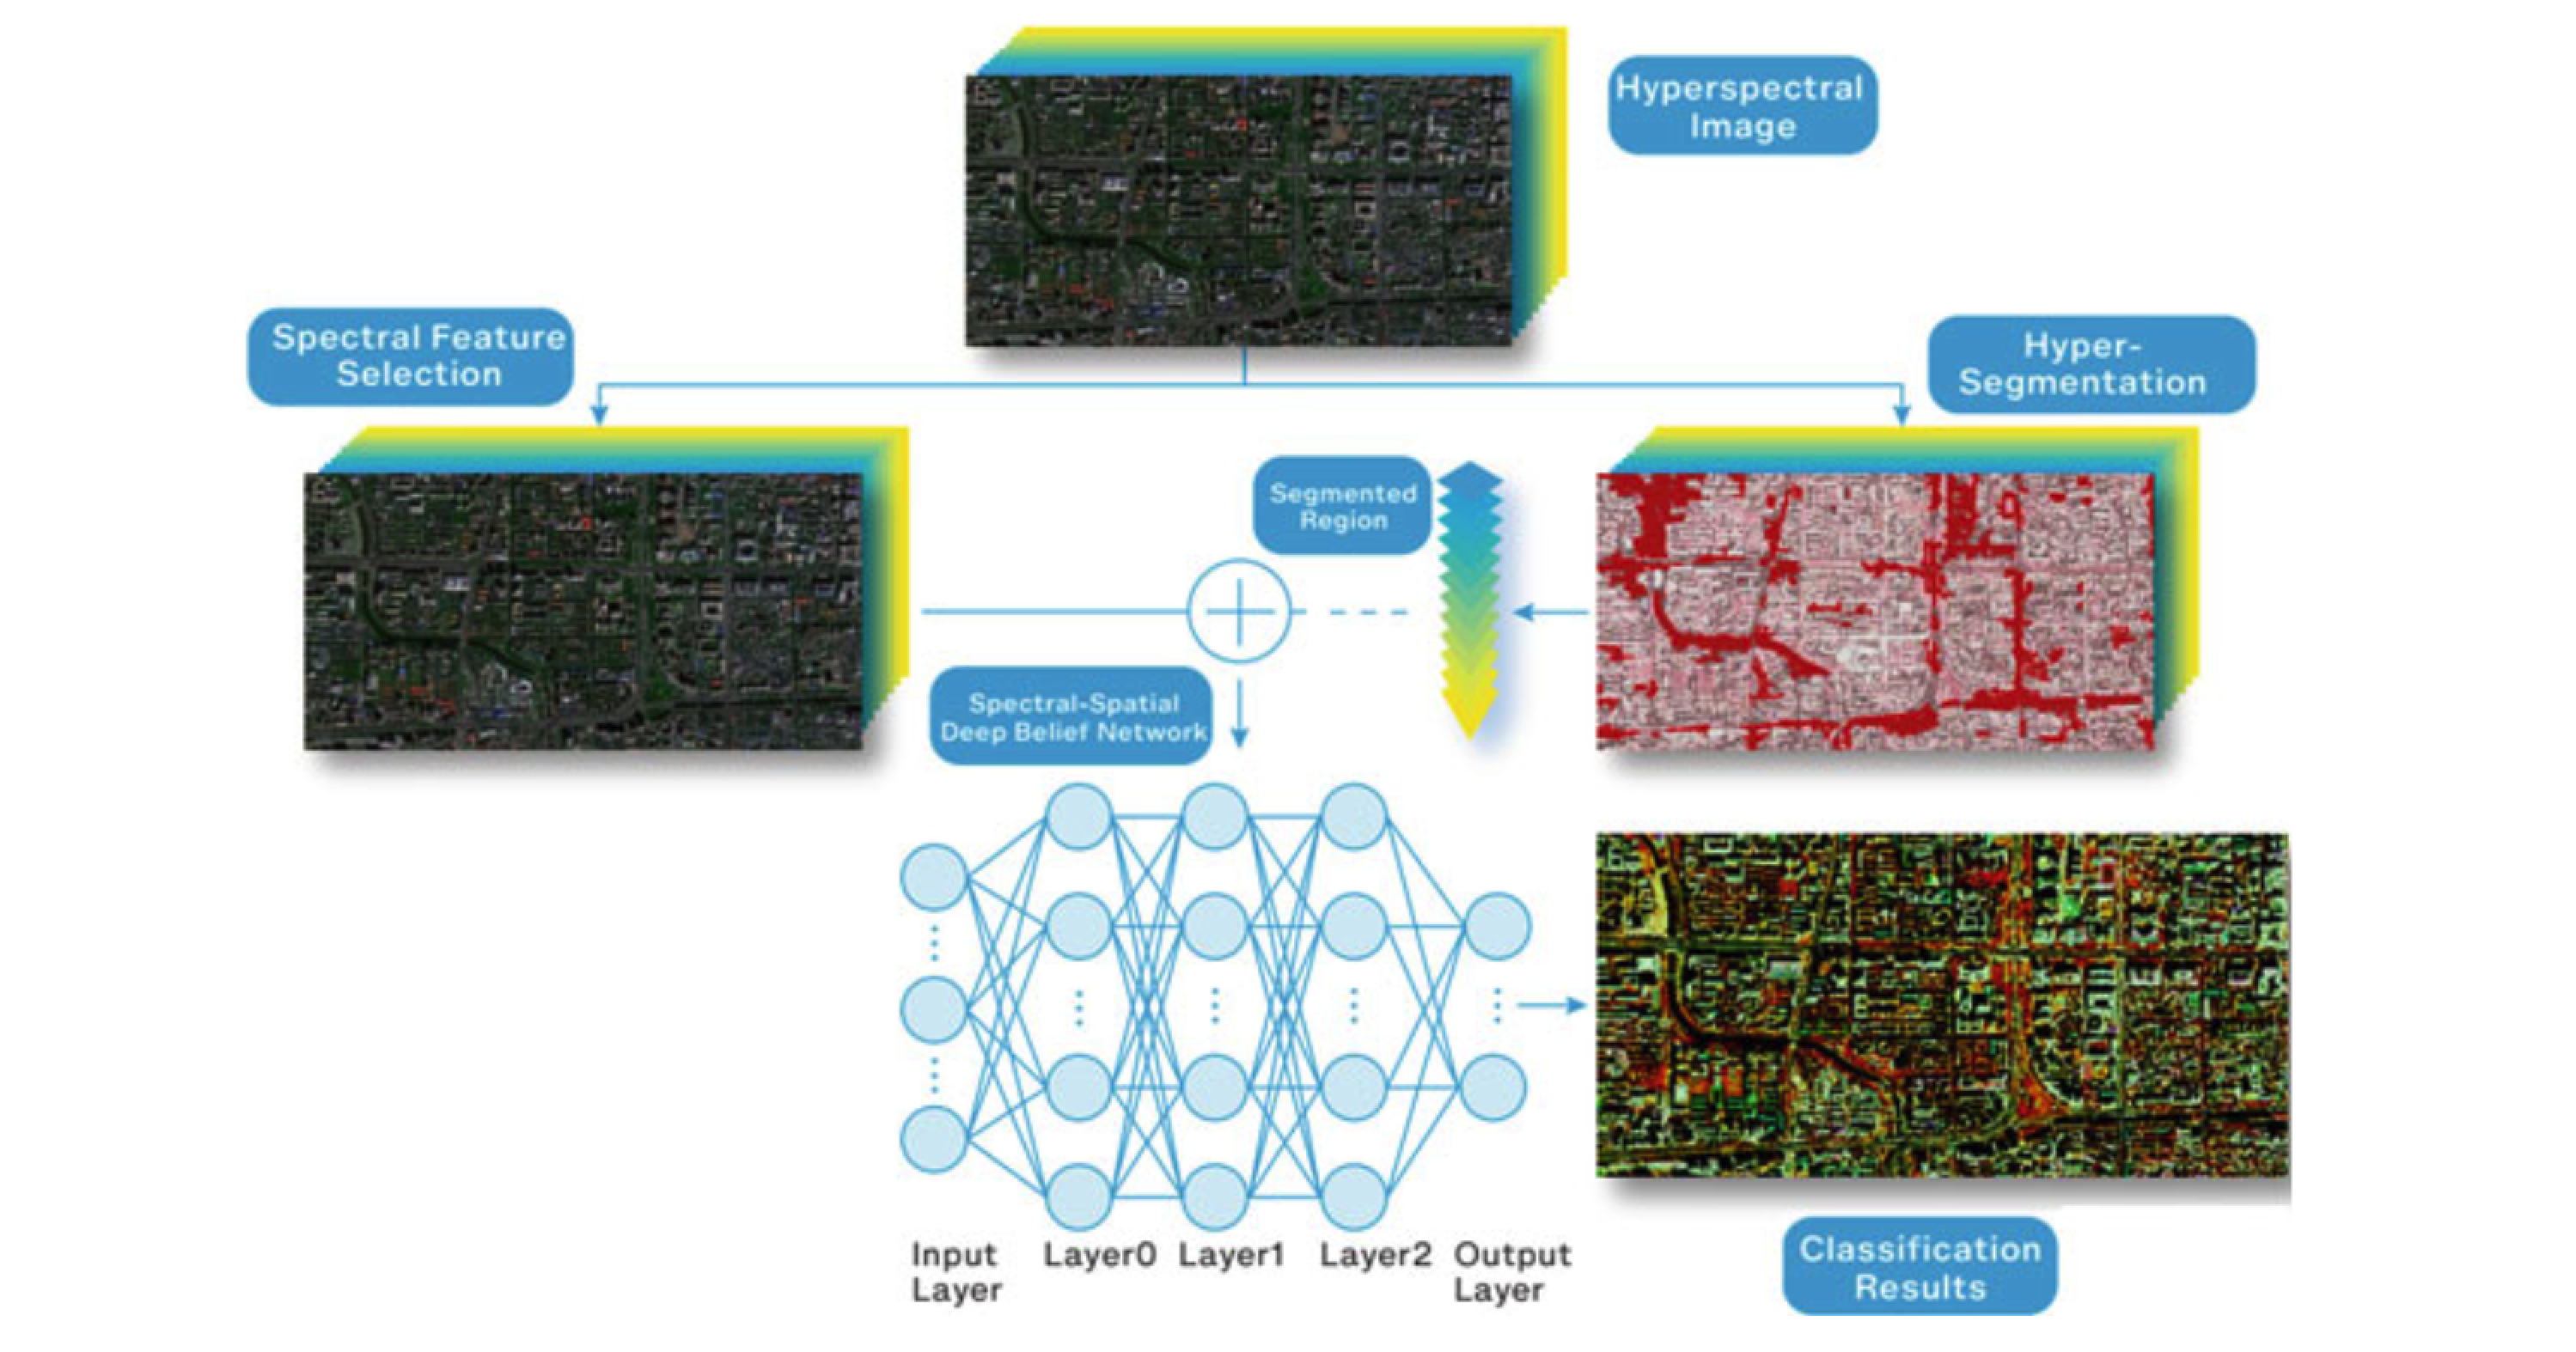 Hyperspectral
Image
Spectral Feature
Selection
Hyper-
Segmentation
Segmented
Region
Spectral-Spatial
Deep Belief Network
Input
Layer
Layer0
Layer1
Layer2
Output
Layer
Classification
Results